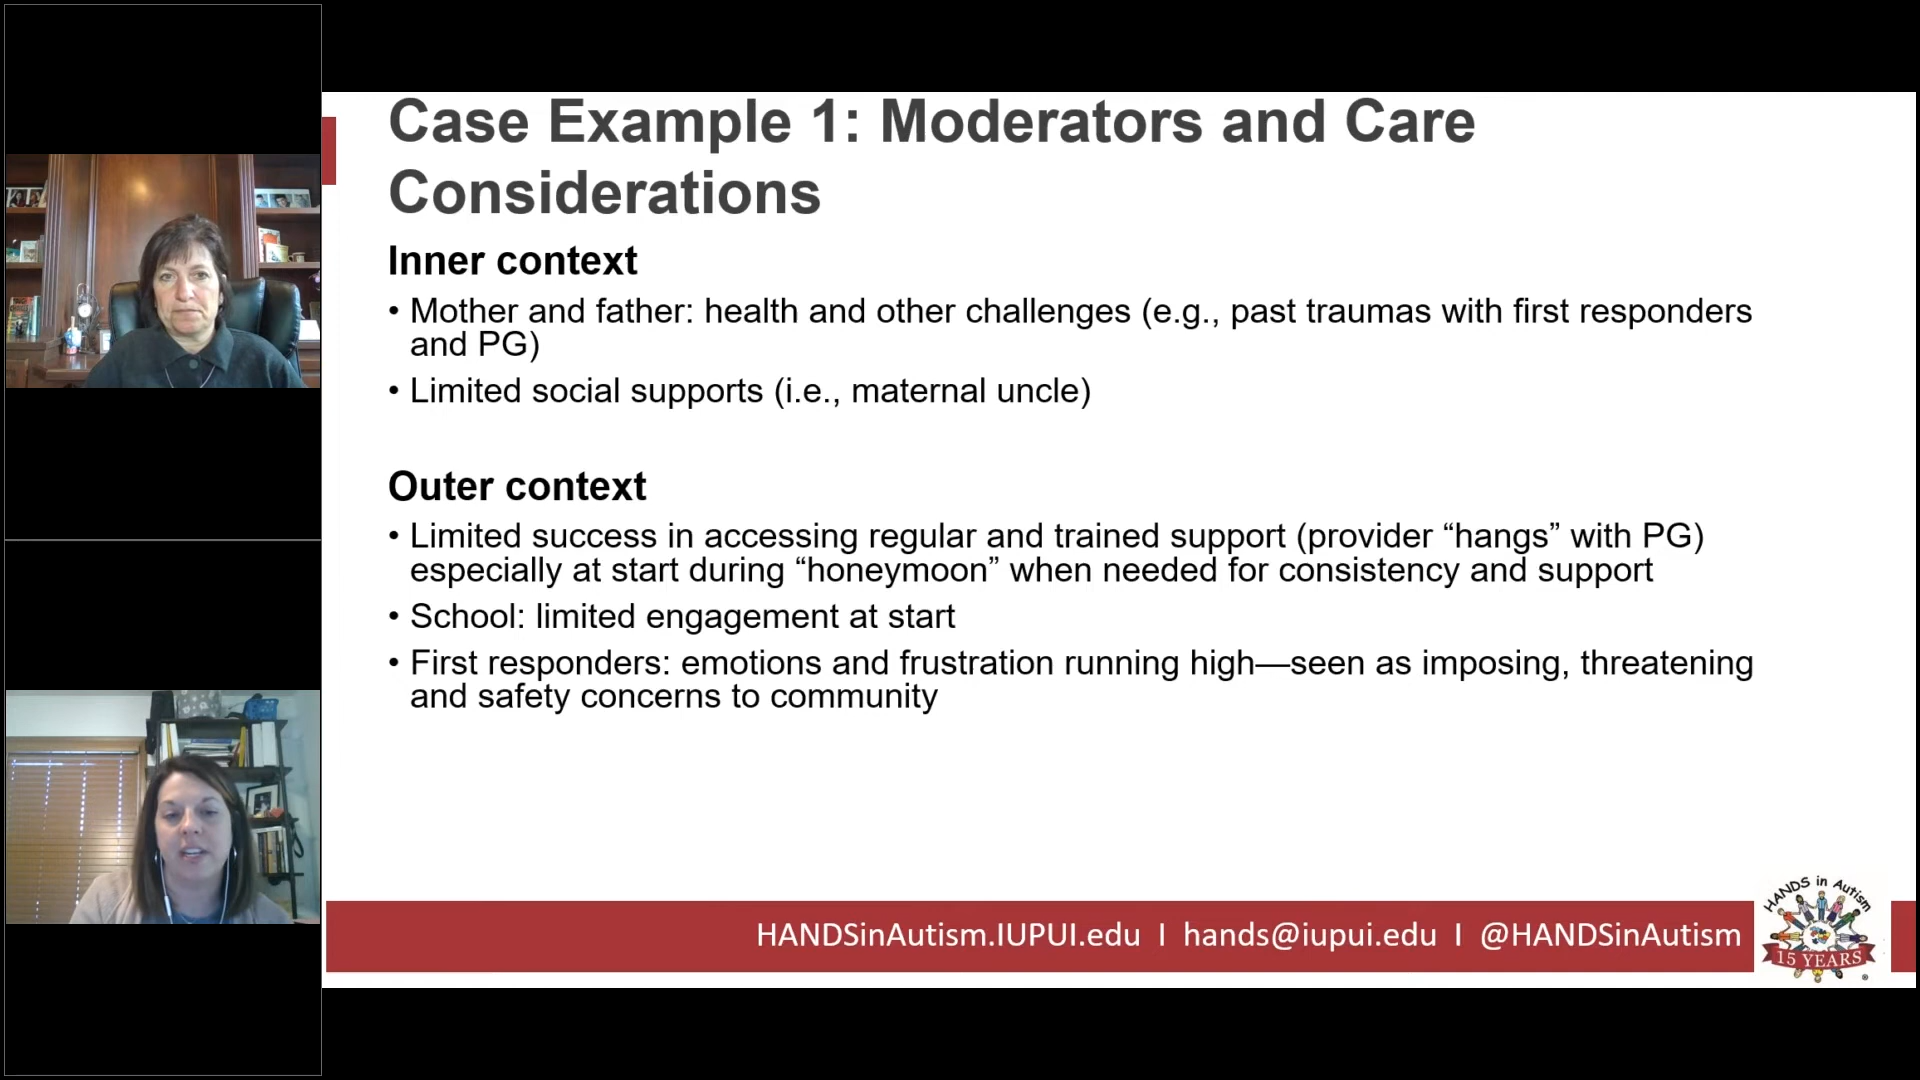 Case Example 1: Moderators and Care
Considerations
Inner context
• Mother and father: health and other challenges (e.g., past traumas with first responders
and PG)
• Limited social supports (i.e., maternal uncle)
Outer context
• Limited success in accessing regular and trained support (provider “hangs” with PG)
especially at start during “honeymoon” when needed for consistency and support
• School: limited engagement at start
• First responders: emotions and frustration running high—seen as imposing, threatening
and safety concerns to community
HANDSinAutism.IUPUI.edu I hands@iupui.edu I @HANDSinAutism
HANDS in Autism
15 YEARS
®